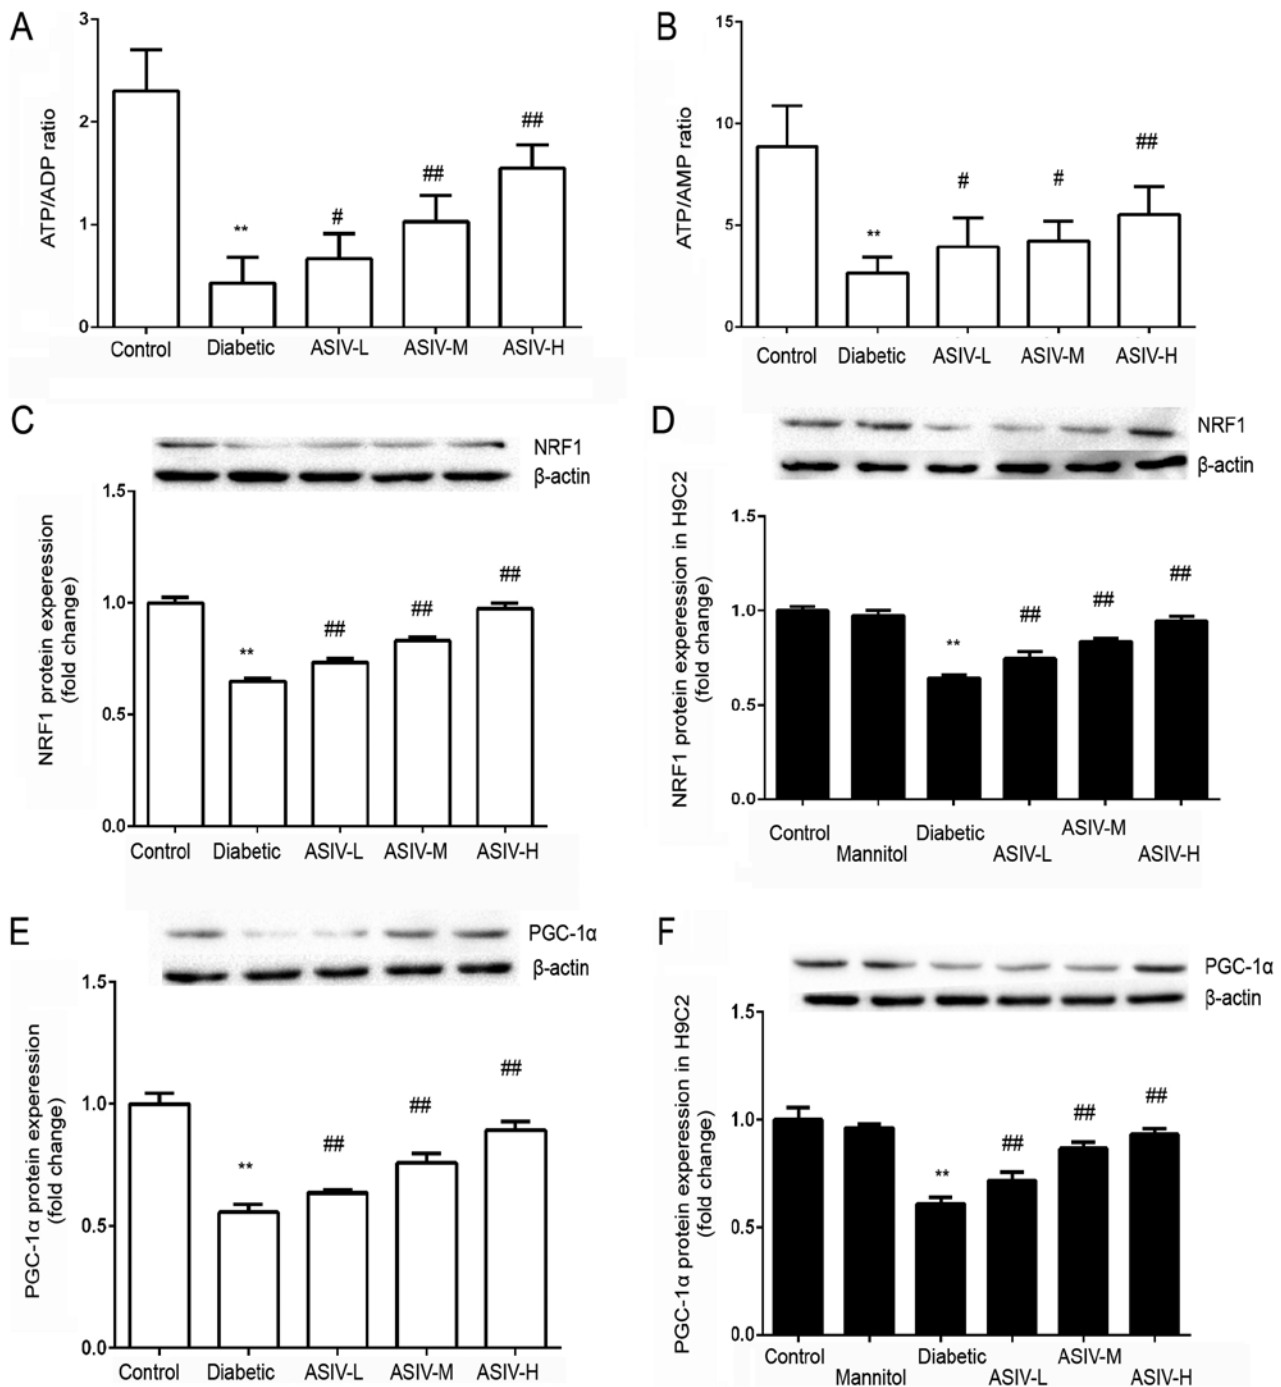 A
ATP/ADP ratio
3
2
1
0
**
#
##
##
Control Diabetic ASIV-L ASIV-M ASIV-H
B
ATP/AMP ratio
15
10
5
0
**
#
#
##
Control Diabetic ASIV-L ASIV-M ASIV-H
C
NRF1
β-actin
NRF1 protein experession
(fold change)
1.5
1.0
0.5
0.0
**
##
##
##
Control Diabetic ASIV-L ASIV-M ASIV-H
D
NRF1
β-actin
NRF1 protein experession in H9C2
(fold change)
1.5
1.0
0.5
0.0
**
##
##
##
Control Mannitol Diabetic ASIV-L ASIV-M ASIV-H
E
PGC-1α
β-actin
PGC-1α protein experession
(fold change)
1.5
1.0
0.5
0.0
**
##
##
##
Control Diabetic ASIV-L ASIV-M ASIV-H
F
PGC-1α
β-actin
PGC-1α protein experession in H9C2
(fold change)
1.5
1.0
0.5
0.0
**
##
##
##
Control Mannitol Diabetic ASIV-L ASIV-M ASIV-H